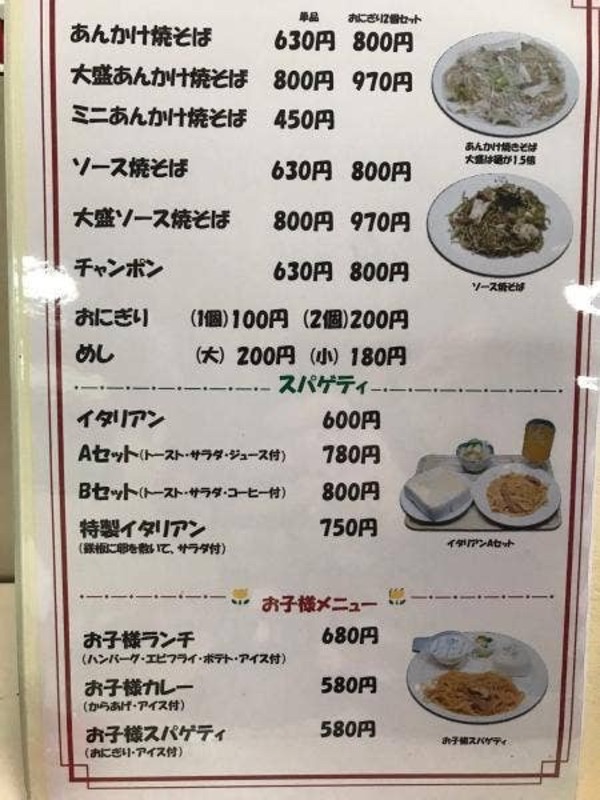 単品 おにぎり2個セット
あんかけ焼そば 630円 800円
大盛あんかけ焼そば 800円 970円
ミニあんかけ焼そば 450円
あんかけ焼きそば
大盛は麺が1.5倍
ソース焼そば 630円 800円
大盛ソース焼そば 800円 970円
ソース焼そば
チャンポン 630円 800円
おにぎり (1個)100円 (2個)200円
めし (大) 200円 (小) 180円
スパゲティ
イタリアン 600円
Aセット(トースト・サラダ・ジュース付) 780円
Bセット(トースト・サラダ・コーヒー付) 800円
特製イタリアン 750円
(鉄板に卵を敷いて、サラダ付)
イタリアンAセット
お子様メニュー
お子様ランチ 680円
(ハンバーグ・エビフライ・ポテト・アイス付)
お子様カレー 580円
(からあげ・アイス付)
お子様スパゲティ 580円
(おにぎり・アイス付)
お子様スパゲティ